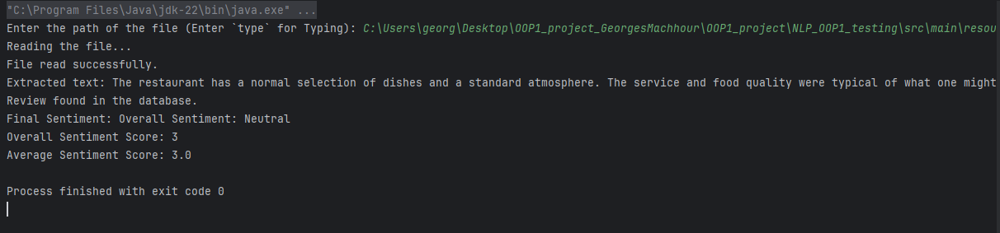 "C:\Program Files\Java\jdk-22\bin\java.exe" ...
Enter the path of the file (Enter `type` for Typing): C:\Users\georg\Desktop\OOP1_project_GeorgesMachhour\OOP1_project\NLP_OOP1_testing\src\main\resou
Reading the file...
File read successfully.
Extracted text: The restaurant has a normal selection of dishes and a standard atmosphere. The service and food quality were typical of what one might
Review found in the database.
Final Sentiment: Overall Sentiment: Neutral
Overall Sentiment Score: 3
Average Sentiment Score: 3.0
Process finished with exit code 0